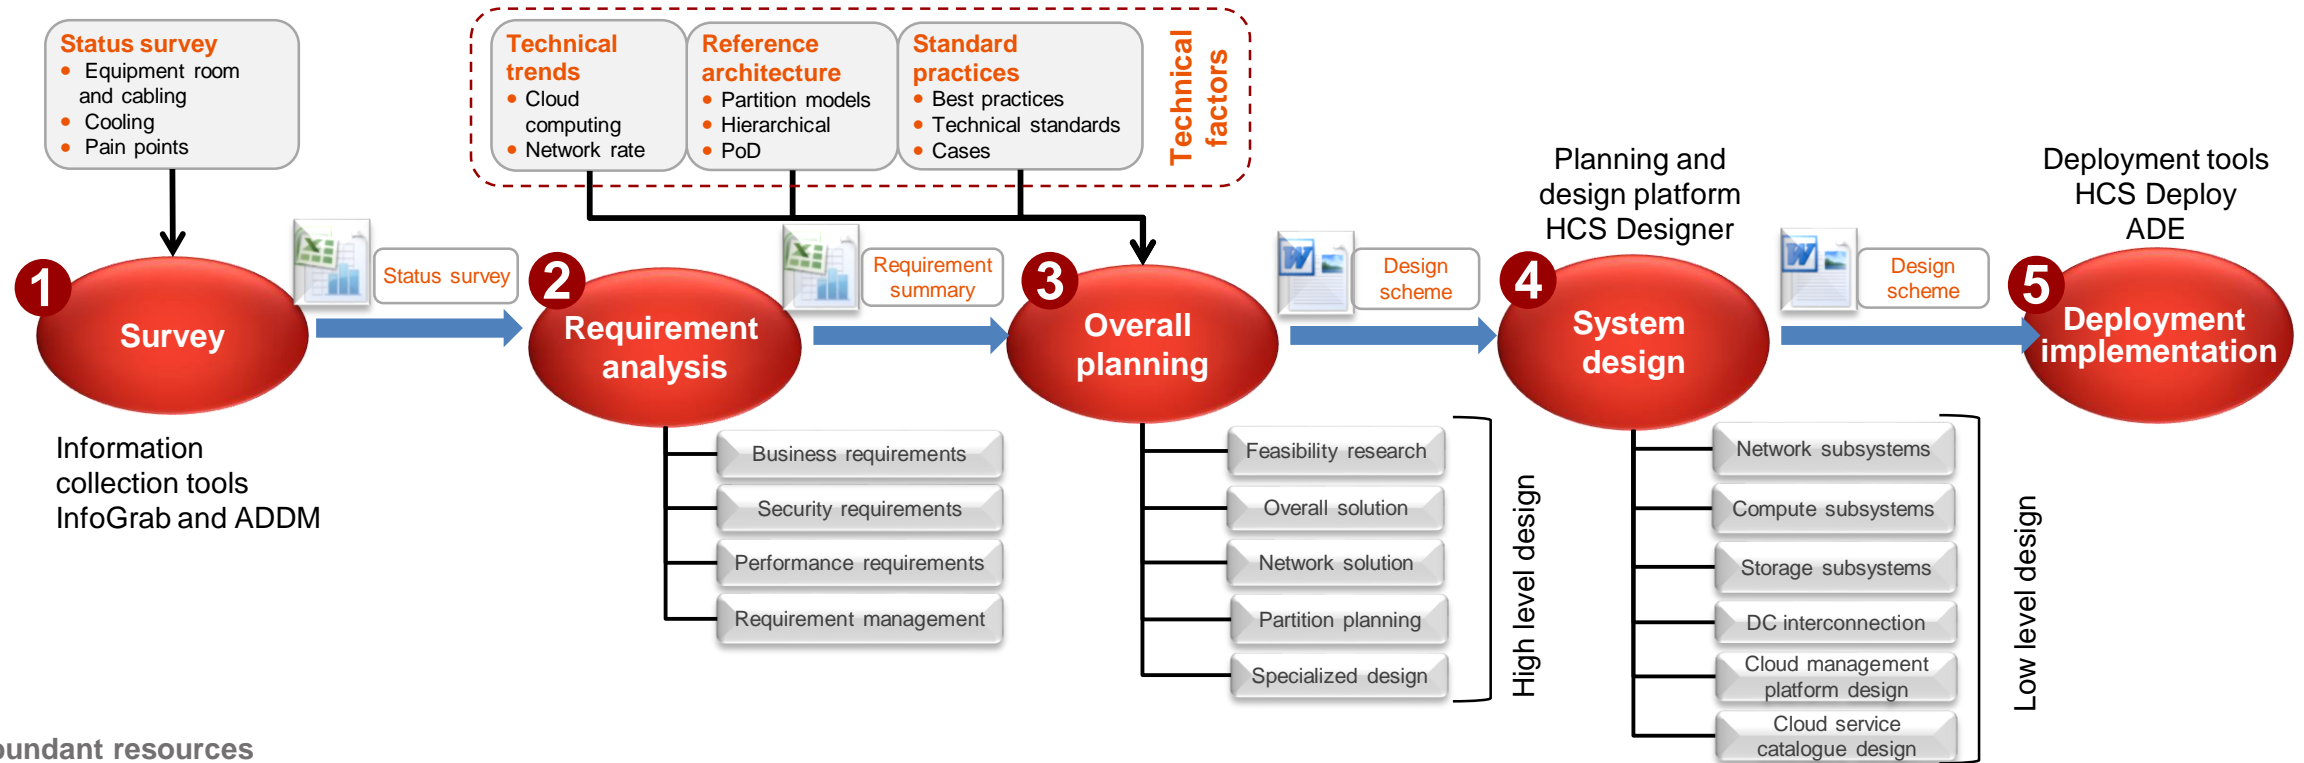 Status survey
• Equipment room
and cabling
• Cooling
• Pain points
Technical
trends
• Cloud
computing
• Network rate
Reference
architecture
• Partition models
• Hierarchical
• PoD
Standard
practices
• Best practices
• Technical standards
• Cases
Technical
factors
1
Survey
Information
collection tools
InfoGrab and ADDM
Status survey
2
Requirement
analysis
Business requirements
Security requirements
Performance requirements
Requirement management
Requirement
summary
3
Overall
planning
Feasibility research
Overall solution
Network solution
Partition planning
Specialized design
High level design
Design
scheme
Planning and
design platform
HCS Designer
4
System
design
Network subsystems
Compute subsystems
Storage subsystems
DC interconnection
Cloud management
platform design
Cloud service
catalogue design
Low level design
Design
scheme
Deployment tools
HCS Deploy
ADE
5
Deployment
implementation
resources